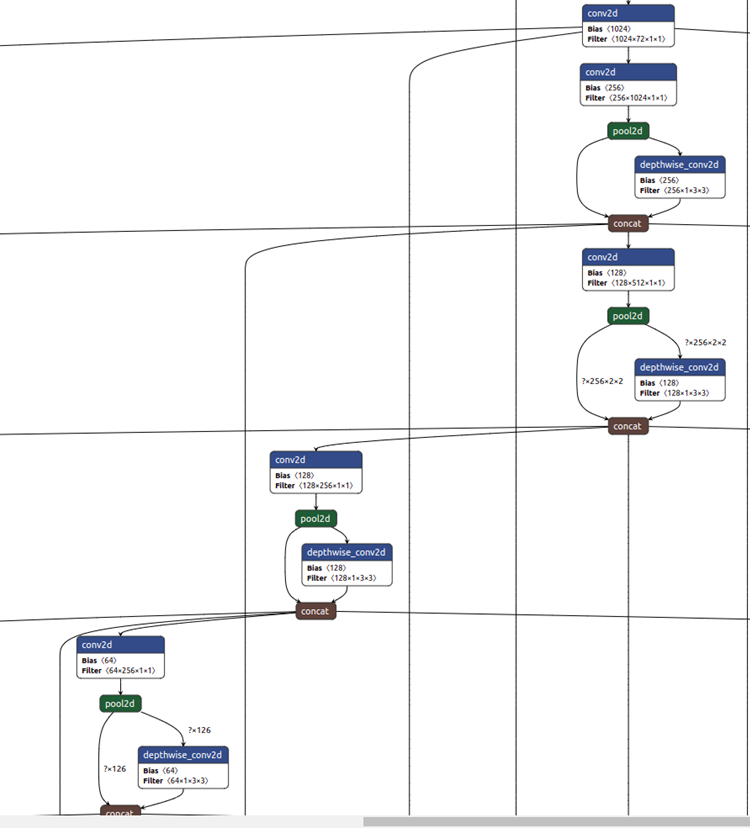 conv2d
Bias ⟨1024⟩
Filter ⟨1024×72×1×1⟩
conv2d
Bias ⟨256⟩
Filter ⟨256×1024×1×1⟩
pool2d
depthwise_conv2d
Bias ⟨256⟩
Filter ⟨256×1×3×3⟩
concat
conv2d
Bias ⟨128⟩
Filter ⟨128×512×1×1⟩
pool2d
?×256×2×2
depthwise_conv2d
?×256×2×2
Bias ⟨128⟩
Filter ⟨128×1×3×3⟩
concat
conv2d
Bias ⟨128⟩
Filter ⟨128×256×1×1⟩
pool2d
depthwise_conv2d
Bias ⟨128⟩
Filter ⟨128×1×3×3⟩
concat
conv2d
Bias ⟨64⟩
Filter ⟨64×256×1×1⟩
pool2d
?×126
depthwise_conv2d
?×126
Bias ⟨64⟩
Filter ⟨64×1×3×3⟩
concat